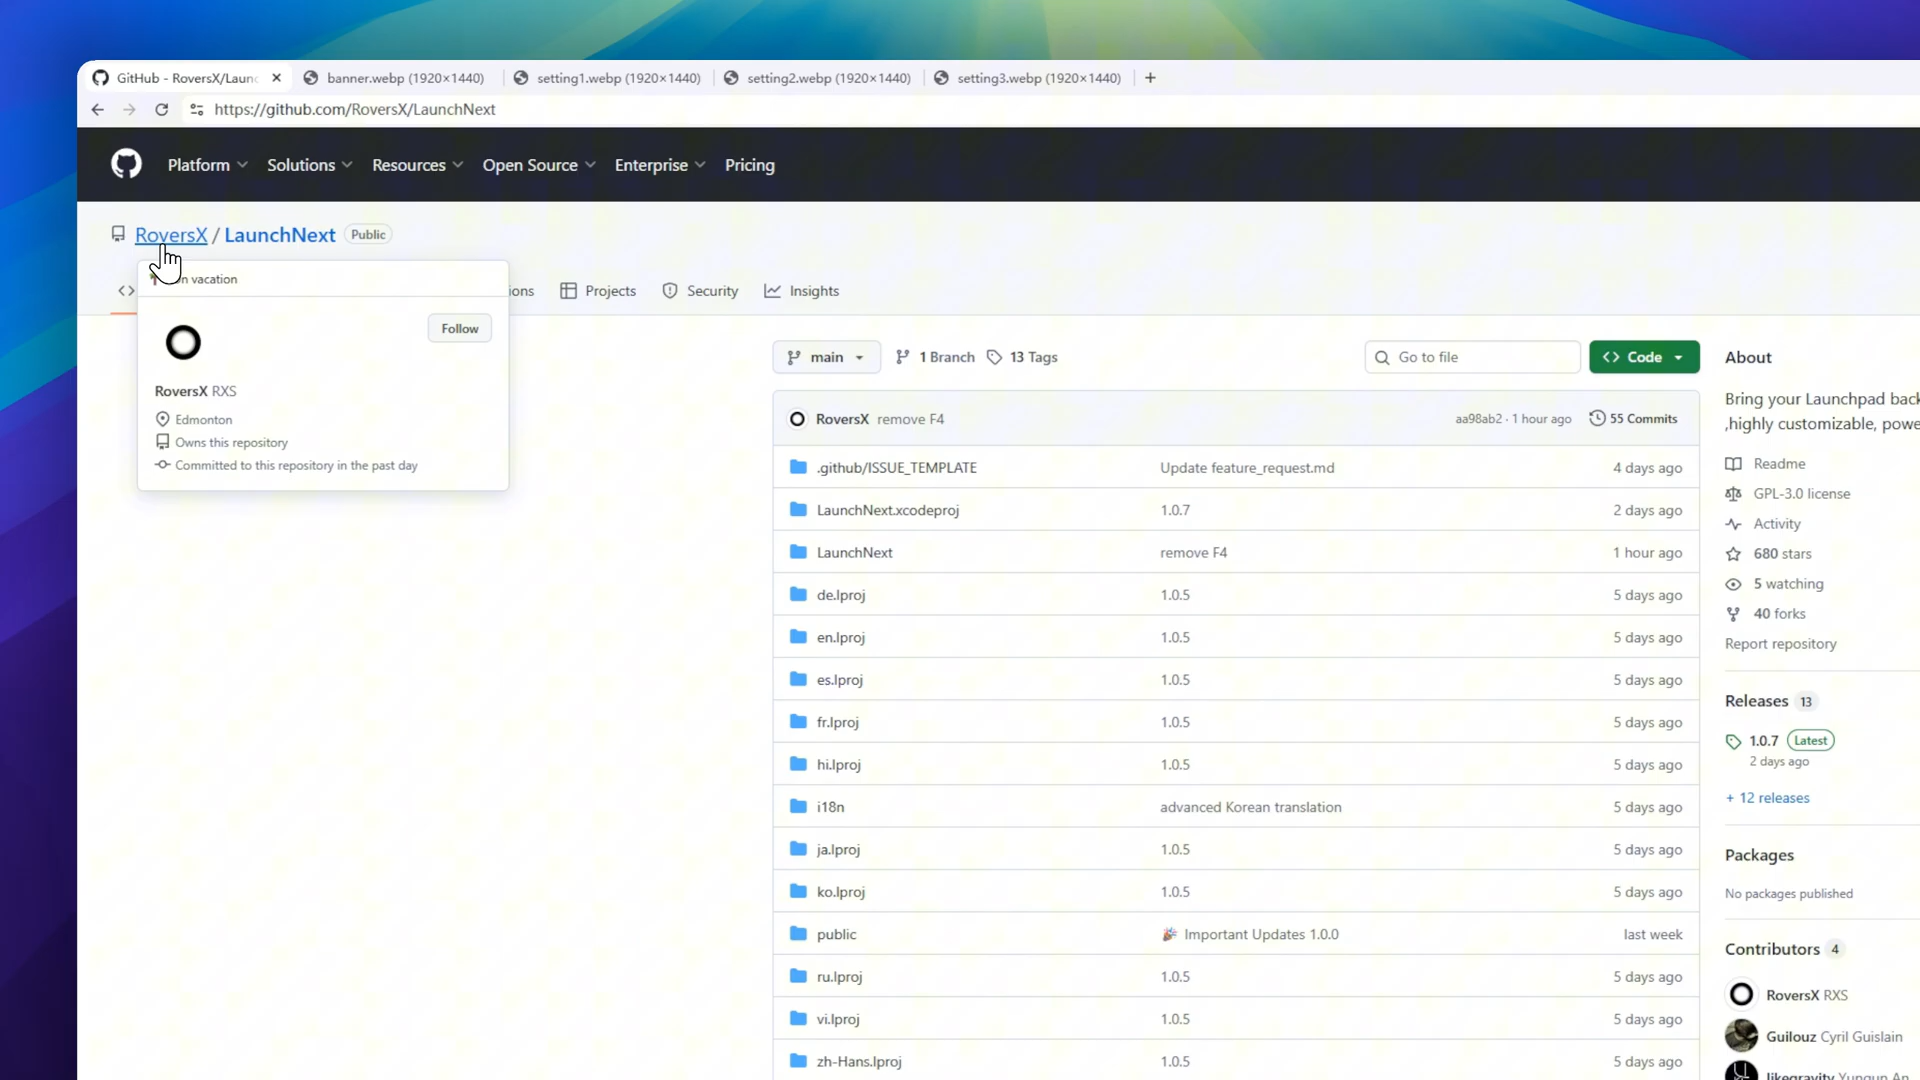 GitHub - RoversX/Launc
banner.webp (1920×1440)
setting1.webp (1920×1440)
setting2.webp (1920×1440)
setting3.webp (1920×1440)
https://github.com/RoversX/LaunchNext
Platform
Solutions
Resources
Open Source
Enterprise
Pricing
RoversX / LaunchNext
Public
vacation
Projects
Security
Insights
Follow
RoversX RXS
Edmonton
Owns this repository
Committed to this repository in the past day
main
1 Branch
13 Tags
Go to file
Code
RoversX remove F4
aa98ab2 · 1 hour ago
55 Commits
.github/ISSUE_TEMPLATE Update feature_request.md 4 days ago
LaunchNext.xcodeproj 1.0.7 2 days ago
LaunchNext remove F4 1 hour ago
de.lproj 1.0.5 5 days ago
en.lproj 1.0.5 5 days ago
es.lproj 1.0.5 5 days ago
fr.lproj 1.0.5 5 days ago
hi.lproj 1.0.5 5 days ago
i18n advanced Korean translation 5 days ago
ja.lproj 1.0.5 5 days ago
ko.lproj 1.0.5 5 days ago
public 🎉 Important Updates 1.0.0 last week
ru.lproj 1.0.5 5 days ago
vi.lproj 1.0.5 5 days ago
zh-Hans.lproj 1.0.5 5 days ago
About
Bring your Launchpad back
,highly customizable, powe
Readme
GPL-3.0 license
Activity
680 stars
5 watching
40 forks
Report repository
Releases 13
1.0.7 Latest
2 days ago
+ 12 releases
Packages
No packages published
Contributors 4
RoversX RXS
Guilouz Cyril Guislain
likegravity Yungun An